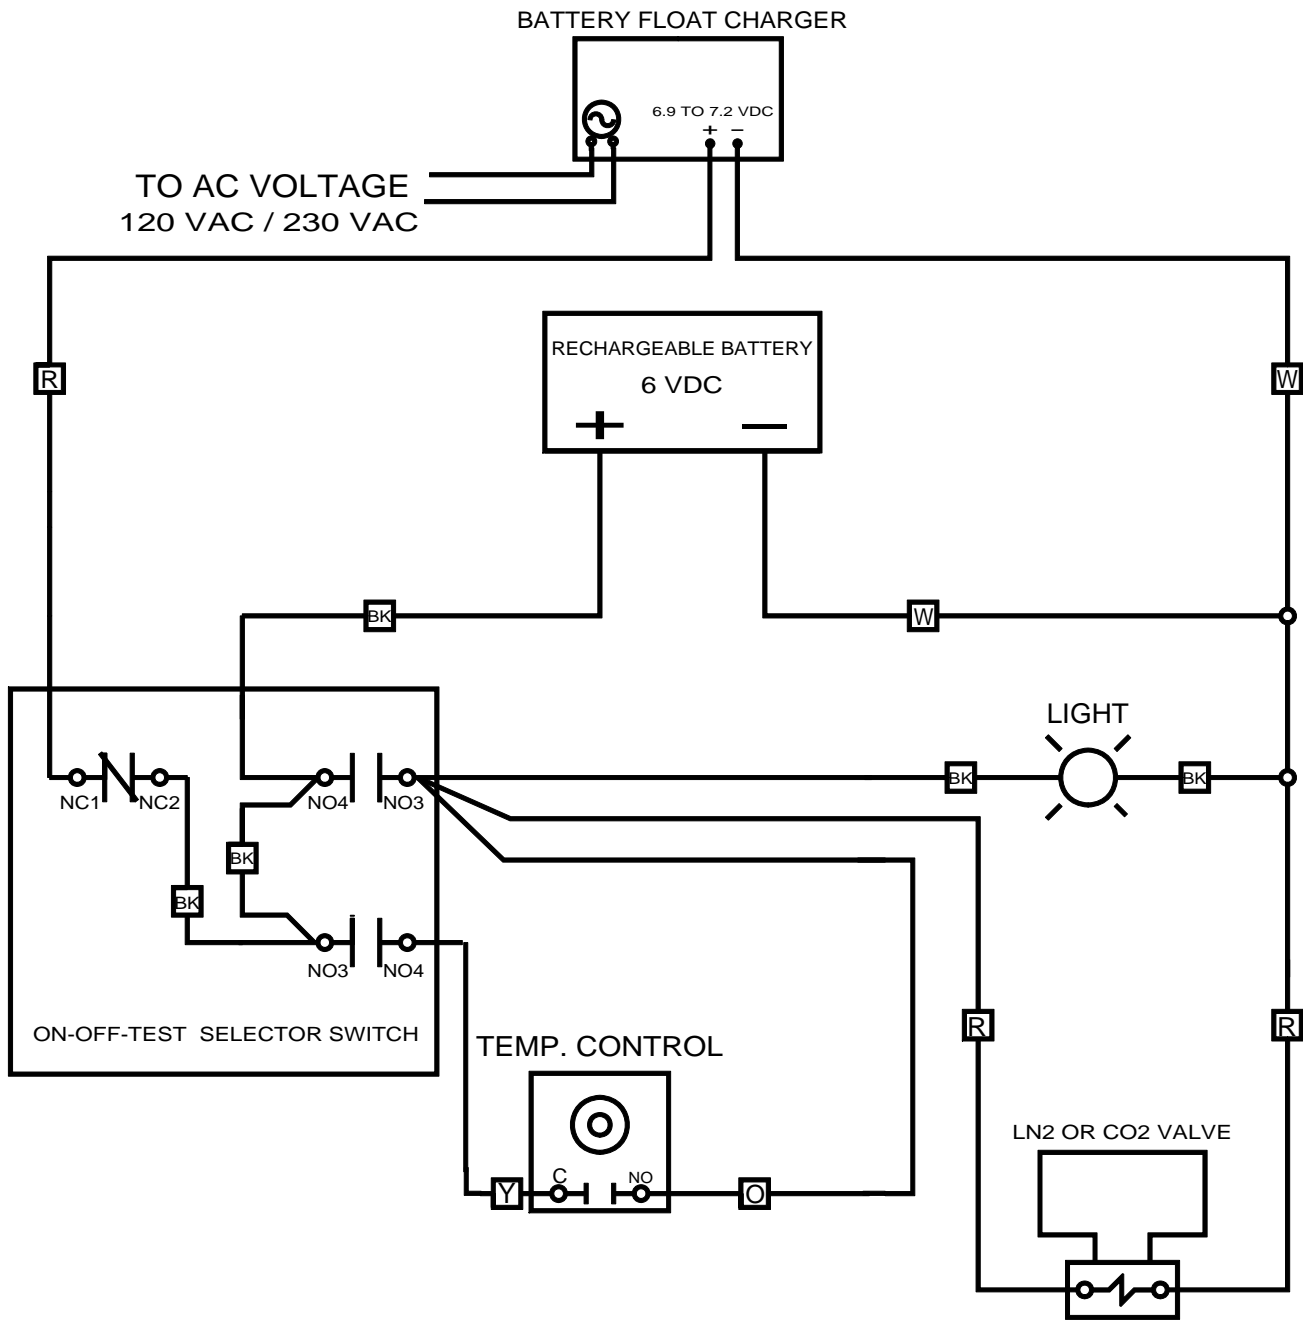 BATTERY FLOAT CHARGER
6.9 TO 7.2 VDC
+ −
TO AC VOLTAGE
120 VAC / 230 VAC
RECHARGEABLE BATTERY
6 VDC
+ −
R
W
BK
W
LIGHT
NC1
NC2
NO4
NO3
BK
BK
BK
BK
NO3
NO4
ON-OFF-TEST SELECTOR SWITCH
R
R
TEMP. CONTROL
C
NO
Y
O
LN2 OR CO2 VALVE